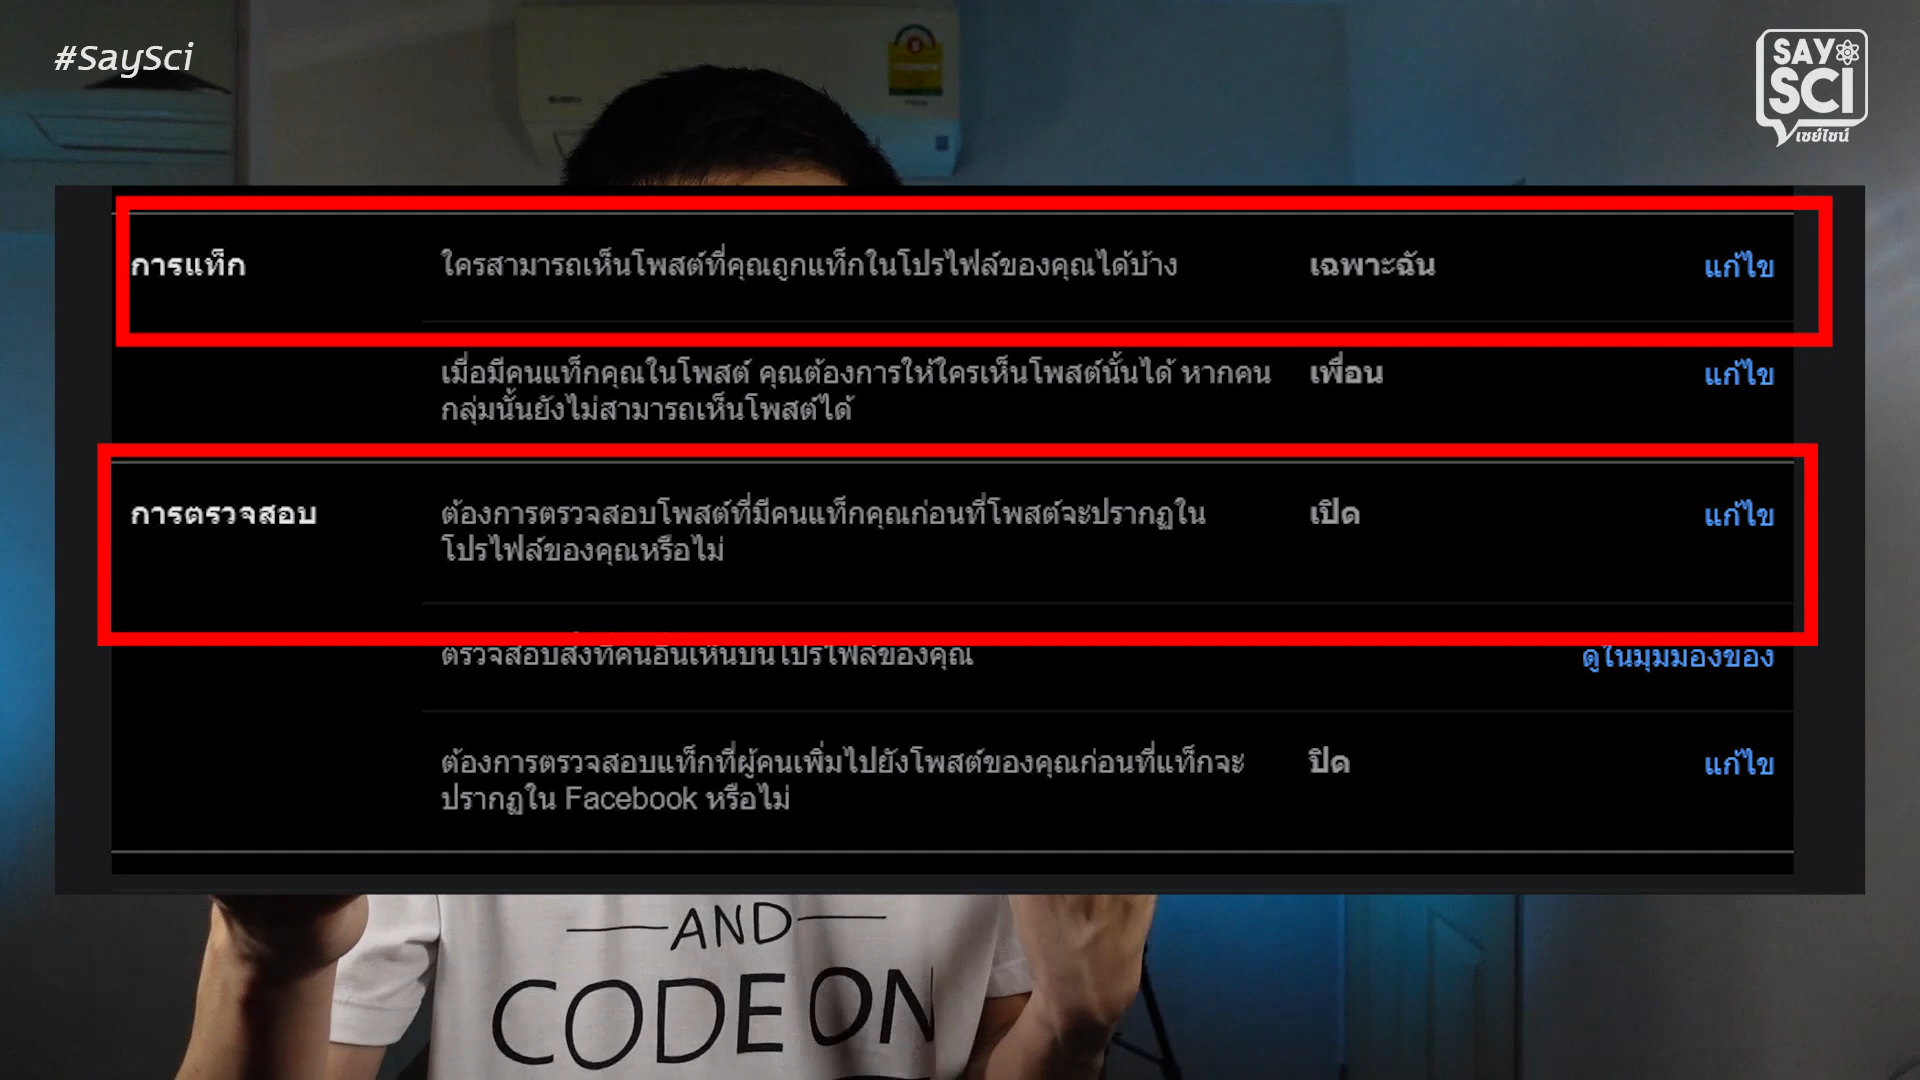 #SaySci
SAY
SCI
เซย์ไซน์
การแท็ก
ใครสามารถเห็นโพสต์ที่คุณถูกแท็กในโปรไฟล์ของคุณได้บ้าง
เฉพาะฉัน
แก้ไข
เมื่อมีคนแท็กคุณในโพสต์ คุณต้องการให้ใครเห็นโพสต์นั้นได้ หากคน
กลุ่มนั้นยังไม่สามารถเห็นโพสต์ได้
เพื่อน
แก้ไข
การตรวจสอบ
ต้องการตรวจสอบโพสต์ที่มีคนแท็กคุณก่อนที่โพสต์จะปรากฏใน
โปรไฟล์ของคุณหรือไม่
เปิด
แก้ไข
ตรวจสอบสิ่งที่คนอื่นเห็นบนโปรไฟล์ของคุณ
ดูในมุมมองของ
ต้องการตรวจสอบแท็กที่ผู้คนเพิ่มไปยังโพสต์ของคุณก่อนที่แท็กจะ
ปรากฏใน Facebook หรือไม่
ปิด
แก้ไข
AND
CODE ON